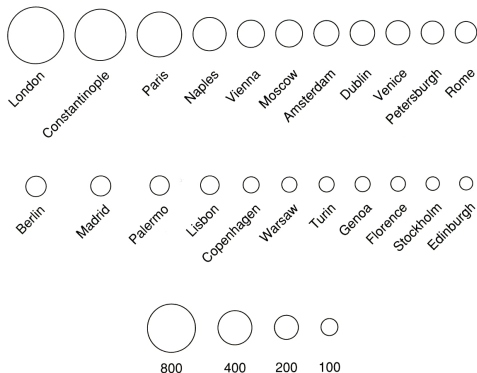 London Constantinople Paris Naples Vienna Moscow Amsterdam Dublin Venice Petersburgh Rome
Berlin Madrid Palermo Lisbon Copenhagen Warsaw Turin Genoa Florence Stockholm Edinburgh
800 400 200 100